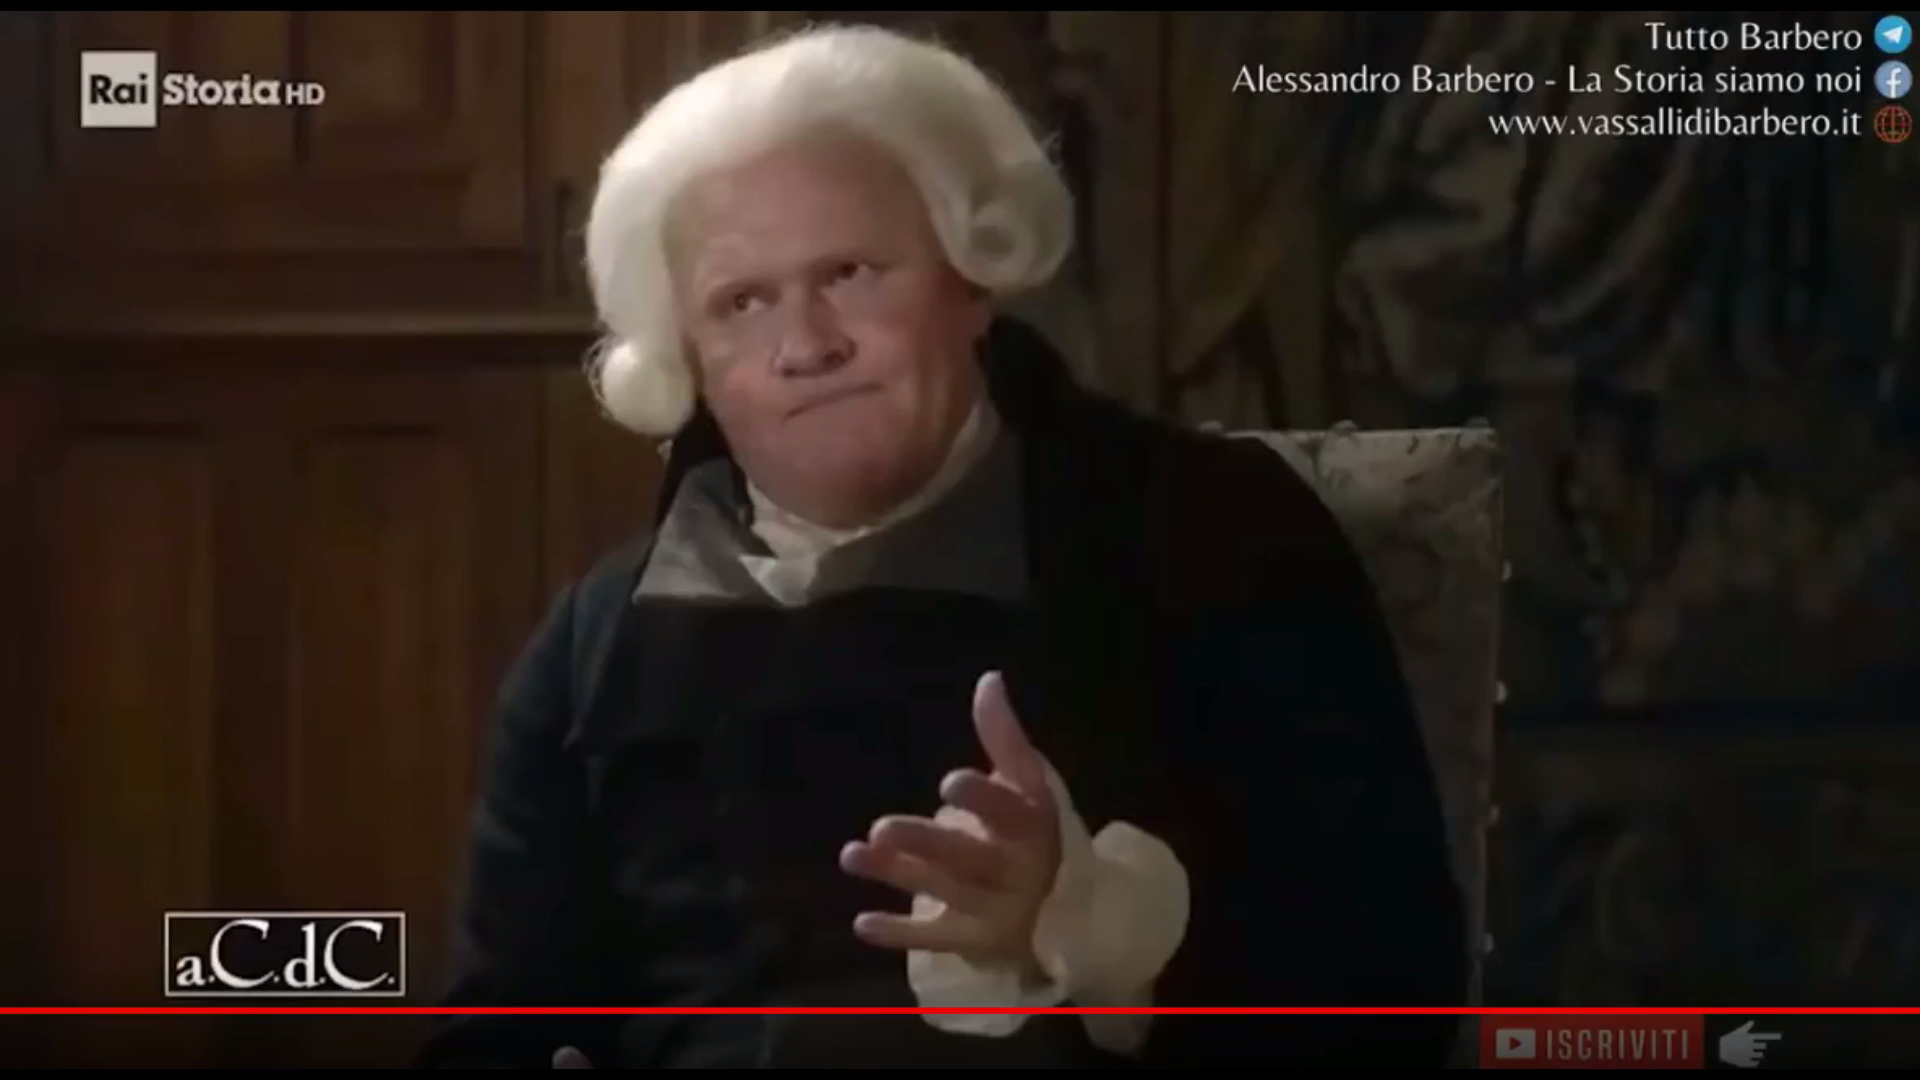 Rai Storia HD
Tutto Barbero
Alessandro Barbero - La Storia siamo noi
www.vassallidibarbero.it
a.C.d.C.
ISCRIVITI